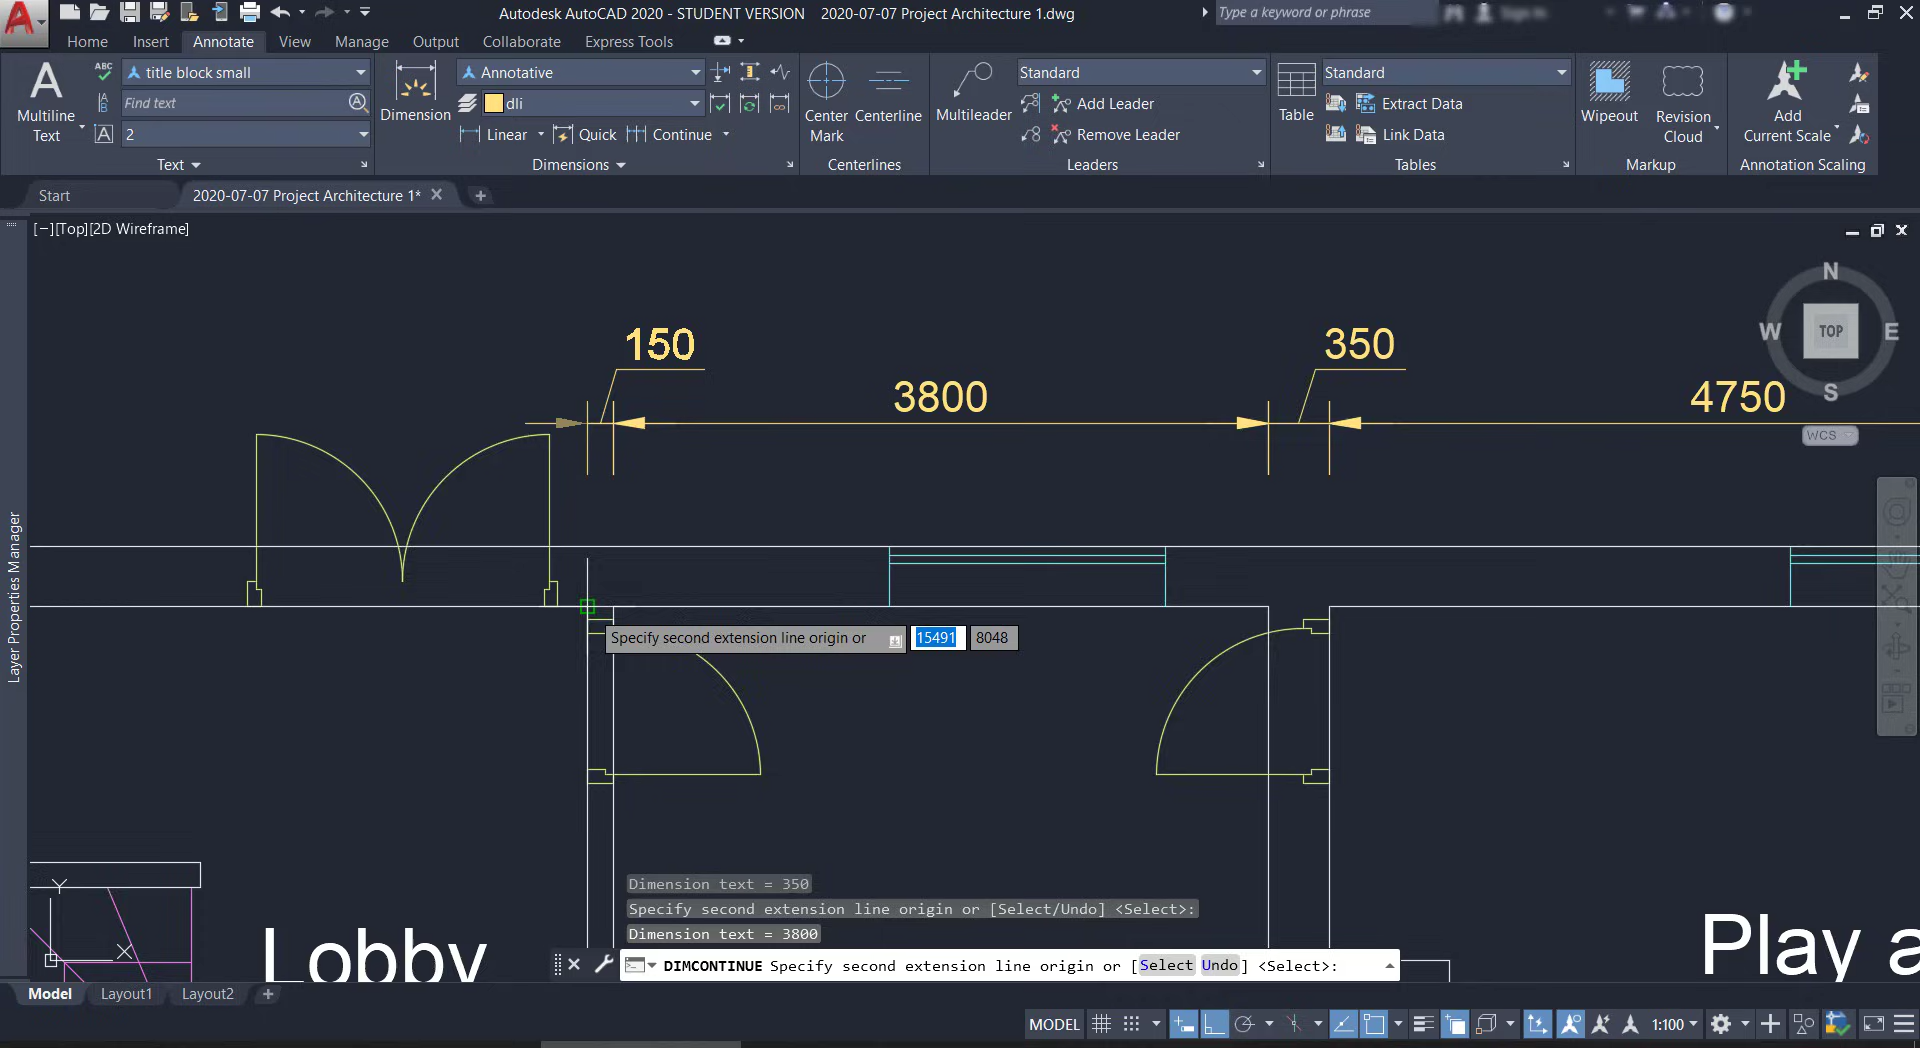 Autodesk AutoCAD 2020 - STUDENT VERSION 2020-07-07 Project Architecture 1.dwg
Type a keyword or phrase
Sign In
Home Insert Annotate View Manage Output Collaborate Express Tools
A
Multiline
Text
ABC
title block small
Find text
2
Text
Dimension
Annotative
dli
Linear Quick Continue
Dimensions
Center
Mark
Centerline
Centerlines
Multileader
Standard
Add Leader
Remove Leader
Leaders
Table
Standard
Extract Data
Link Data
Tables
Wipeout
Revision
Cloud
Markup
Add
Current Scale
Annotation Scaling
Start
2020-07-07 Project Architecture 1*
[−][Top][2D Wireframe]
N
W TOP E
S
WCS
150
350
3800
4750
Layer Properties Manager
Specify second extension line origin or 15491 8048
Y
X
Lobby
Play a
Dimension text = 350
Specify second extension line origin or [Select/Undo] <Select>:
Dimension text = 3800
DIMCONTINUE Specify second extension line origin or [Select Undo] <Select>:
Model Layout1 Layout2
MODEL
1:100